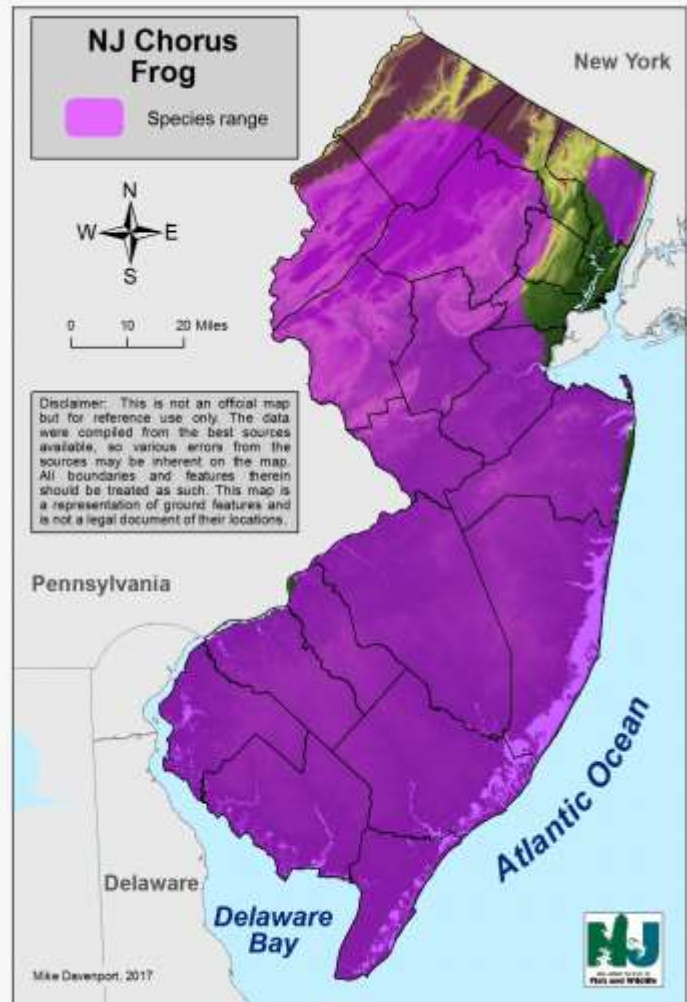 NJ Chorus
Frog
Species range
New York
N
W E
S
0 10 20 Miles
Disclaimer: This is not an official map
but for reference use only. The data
were compiled from the best sources
available, so various errors from the
sources may be inherent on the map.
All boundaries and features therein
should be treated as such. This map is
a representation of ground features and
is not a legal document of their locations.
Pennsylvania
Atlantic Ocean
Delaware
Delaware
Bay
Mike Davenport, 2017
NJ
Fish and Wildlife